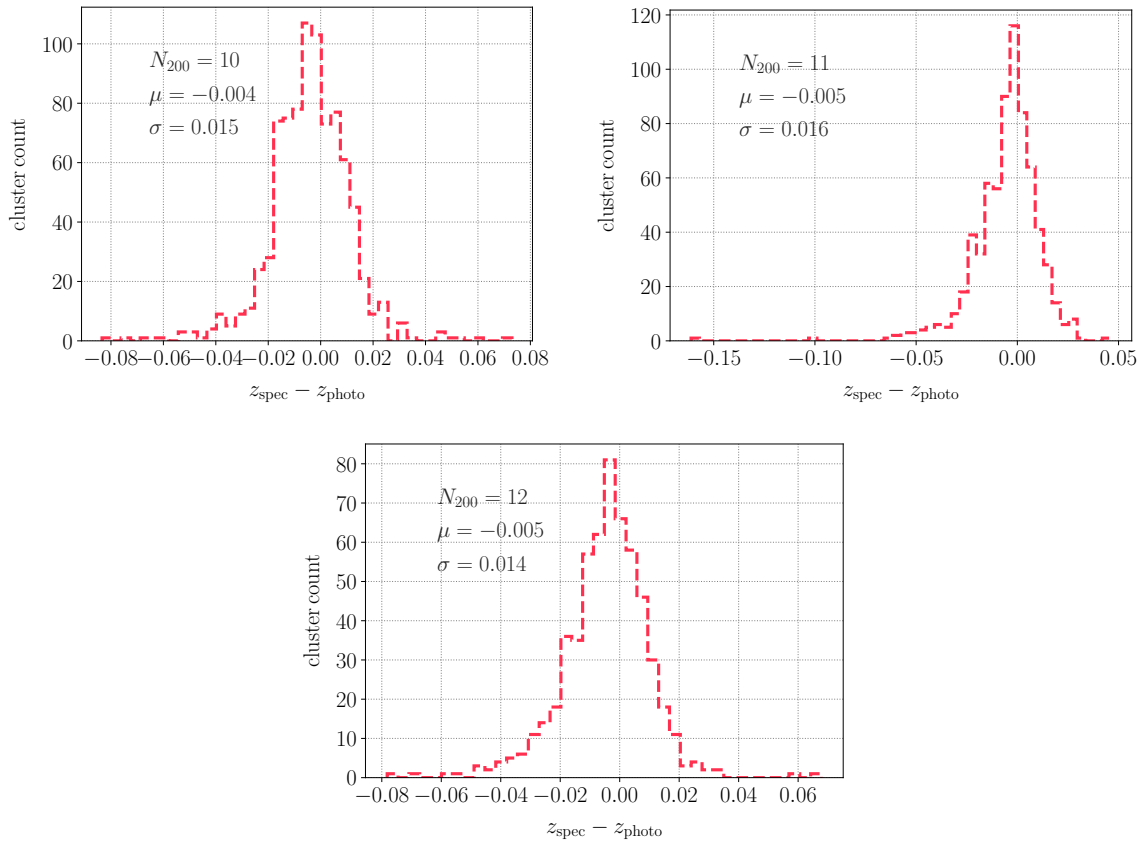 100
80
60
40
20
0
cluster count
N₂₀₀ = 10
μ = −0.004
σ = 0.015
−0.08 −0.06 −0.04 −0.02 0.00 0.02 0.04 0.06 0.08
z_spec − z_photo
120
100
80
60
40
20
0
cluster count
N₂₀₀ = 11
μ = −0.005
σ = 0.016
−0.15 −0.10 −0.05 0.00 0.05
z_spec − z_photo
80
70
60
50
40
30
20
10
0
cluster count
N₂₀₀ = 12
μ = −0.005
σ = 0.014
−0.08 −0.06 −0.04 −0.02 0.00 0.02 0.04 0.06
z_spec − z_photo